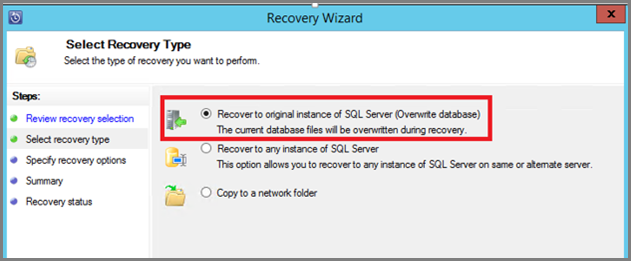 Recovery Wizard
x
Select Recovery Type
Select the type of recovery you want to perform.
Steps:
Review recovery selection
Select recovery type
Specify recovery options
Summary
Recovery status
Recover to original instance of SQL Server (Overwrite database)
The current database files will be overwritten during recovery.
Recover to any instance of SQL Server
This option allows you to recover to any instance of SQL Server on same or alternate server.
Copy to a network folder